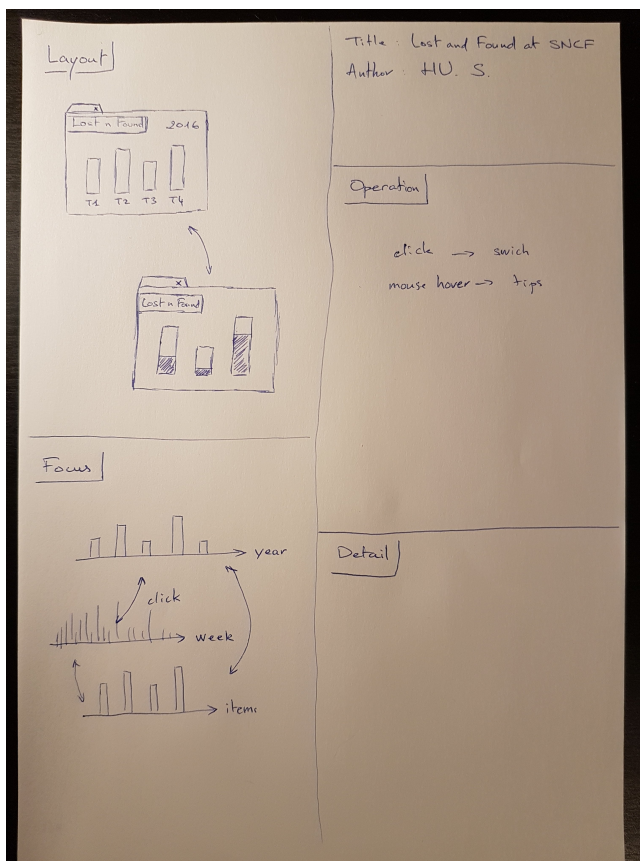 Layout
Lost n Found 2016
T1 T2 T3 T4
x
Lost n Found
x
Title : Lost and Found at SNCF
Author : HU. S.
Operation
click → swich
mouse hover → tips
Focus
year
click
week
items
Detail